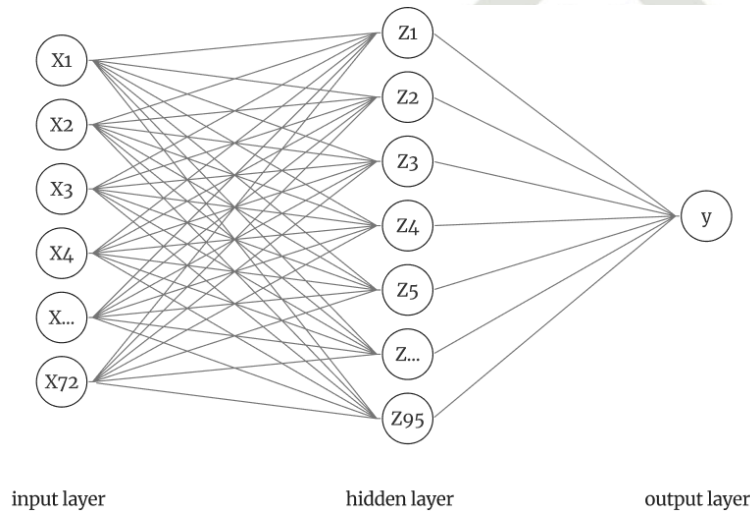 X1
X2
X3
X4
X...
X72
Z1
Z2
Z3
Z4
Z5
Z...
Z95
y
input layer
hidden layer
output layer